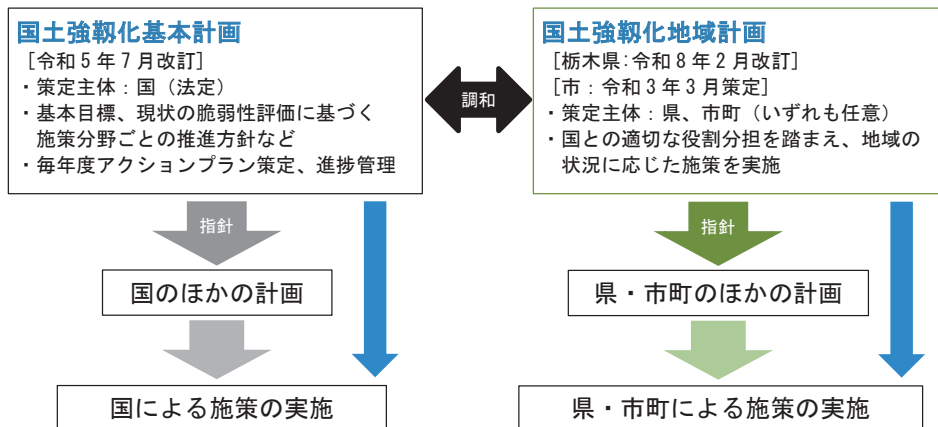 国土強靱化基本計画
[令和5年7月改訂]
・策定主体：国（法定）
・基本目標、現状の脆弱性評価に基づく
施策分野ごとの推進方針など
・毎年度アクションプラン策定、進捗管理
調和
国土強靱化地域計画
[栃木県:令和8年2月改訂]
[市：令和3年3月策定]
・策定主体：県、市町（いずれも任意）
・国との適切な役割分担を踏まえ、地域の
状況に応じた施策を実施
指針
国のほかの計画
国による施策の実施
指針
県・市町のほかの計画
県・市町による施策の実施